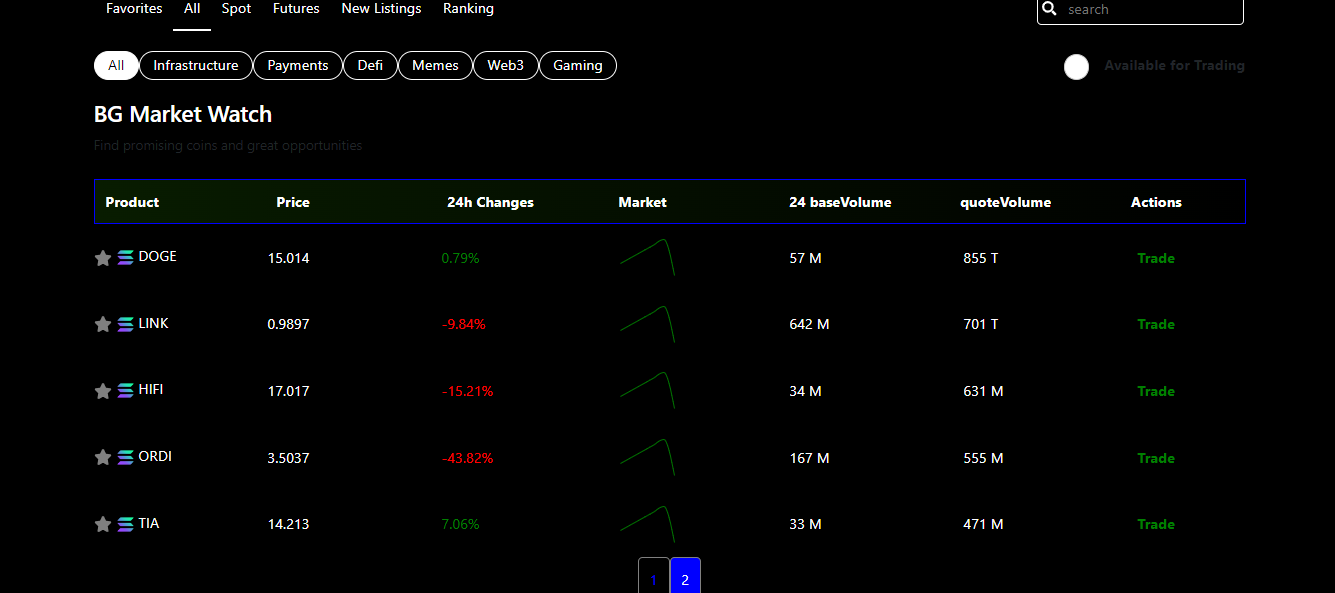 Favorites All Spot Futures New Listings Ranking search
All Infrastructure Payments Defi Memes Web3 Gaming Available for Trading
BG Market Watch
Find promising coins and great opportunities
Product Price 24h Changes Market 24 baseVolume quoteVolume Actions
DOGE 15.014 0.79% 57 M 855 T Trade
LINK 0.9897 -9.84% 642 M 701 T Trade
HIFI 17.017 -15.21% 34 M 631 M Trade
ORDI 3.5037 -43.82% 167 M 555 M Trade
TIA 14.213 7.06% 33 M 471 M Trade
1 2